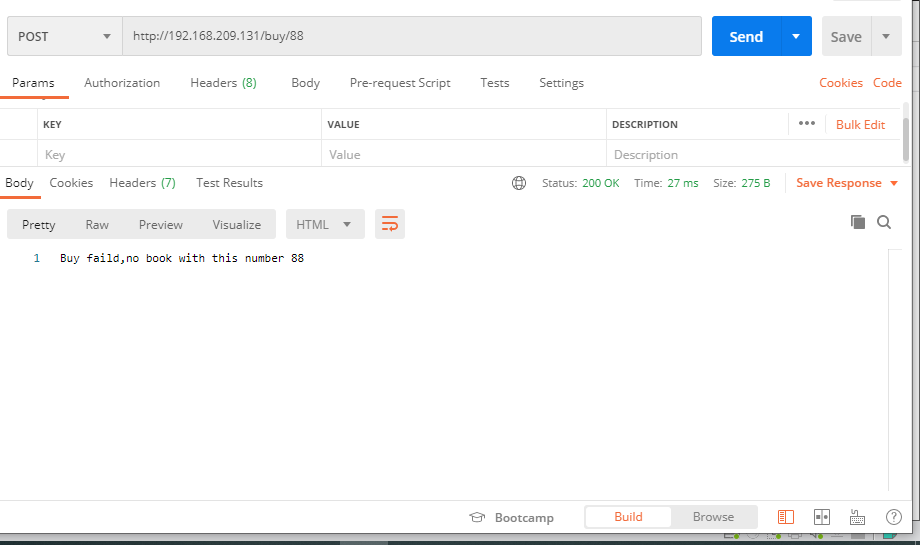 POST http://192.168.209.131/buy/88 Send Save
Params Authorization Headers (8) Body Pre-request Script Tests Settings Cookies Code
KEY VALUE DESCRIPTION ••• Bulk Edit
Key Value Description
Body Cookies Headers (7) Test Results Status: 200 OK Time: 27 ms Size: 275 B Save Response
Pretty Raw Preview Visualize HTML
1 Buy faild,no book with this number 88
Bootcamp Build Browse